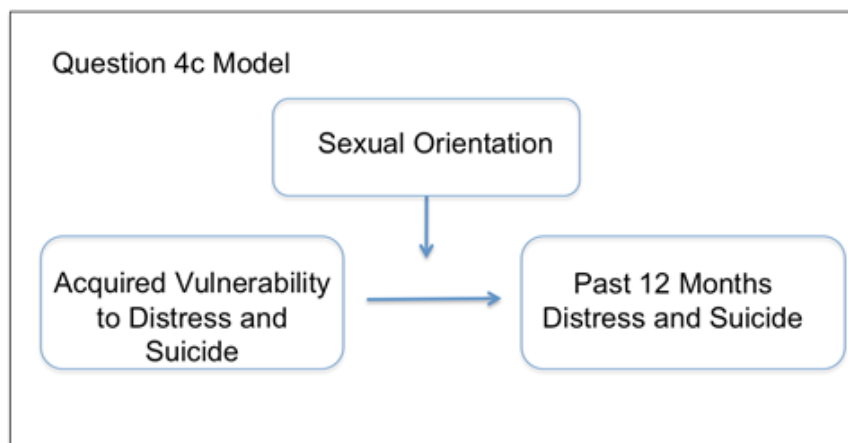 Question 4c Model
Sexual Orientation
Acquired Vulnerability
to Distress and
Suicide
Past 12 Months
Distress and Suicide